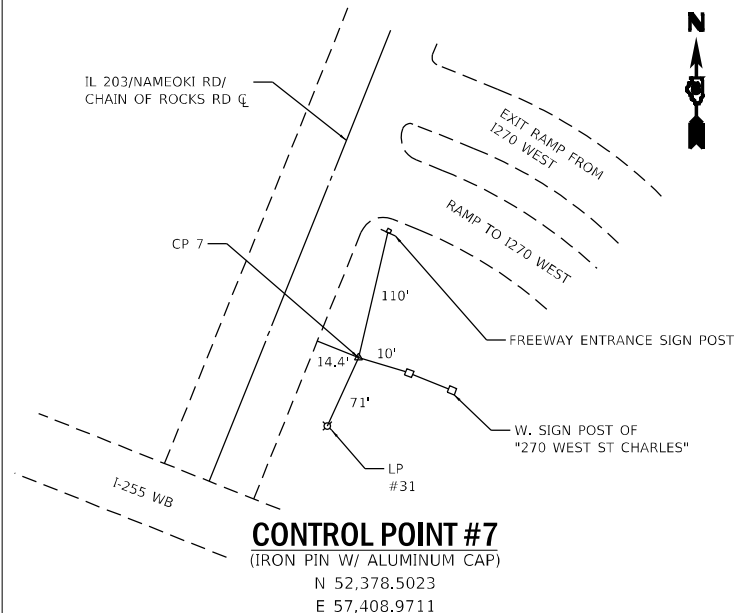 N
IL 203/NAMEOKI RD/
CHAIN OF ROCKS RD ℄
EXIT RAMP FROM
I270 WEST
RAMP TO I270 WEST
CP 7
110'
FREEWAY ENTRANCE SIGN POST
10'
14.4'
71'
W. SIGN POST OF
"270 WEST ST CHARLES"
LP
#31
I-255 WB
CONTROL POINT #7
(IRON PIN W/ ALUMINUM CAP)
N 52,378.5023
E 57,408.9711